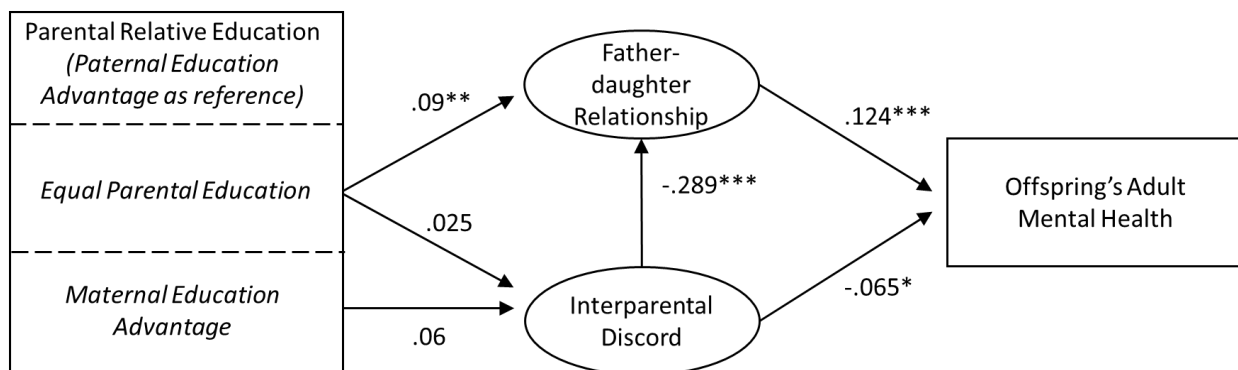 Parental Relative Education
(Paternal Education
Advantage as reference)
Equal Parental Education
Maternal Education
Advantage
.09**
.025
.06
Father-
daughter
Relationship
-.289***
Interparental
Discord
.124***
-.065*
Offspring’s Adult
Mental Health